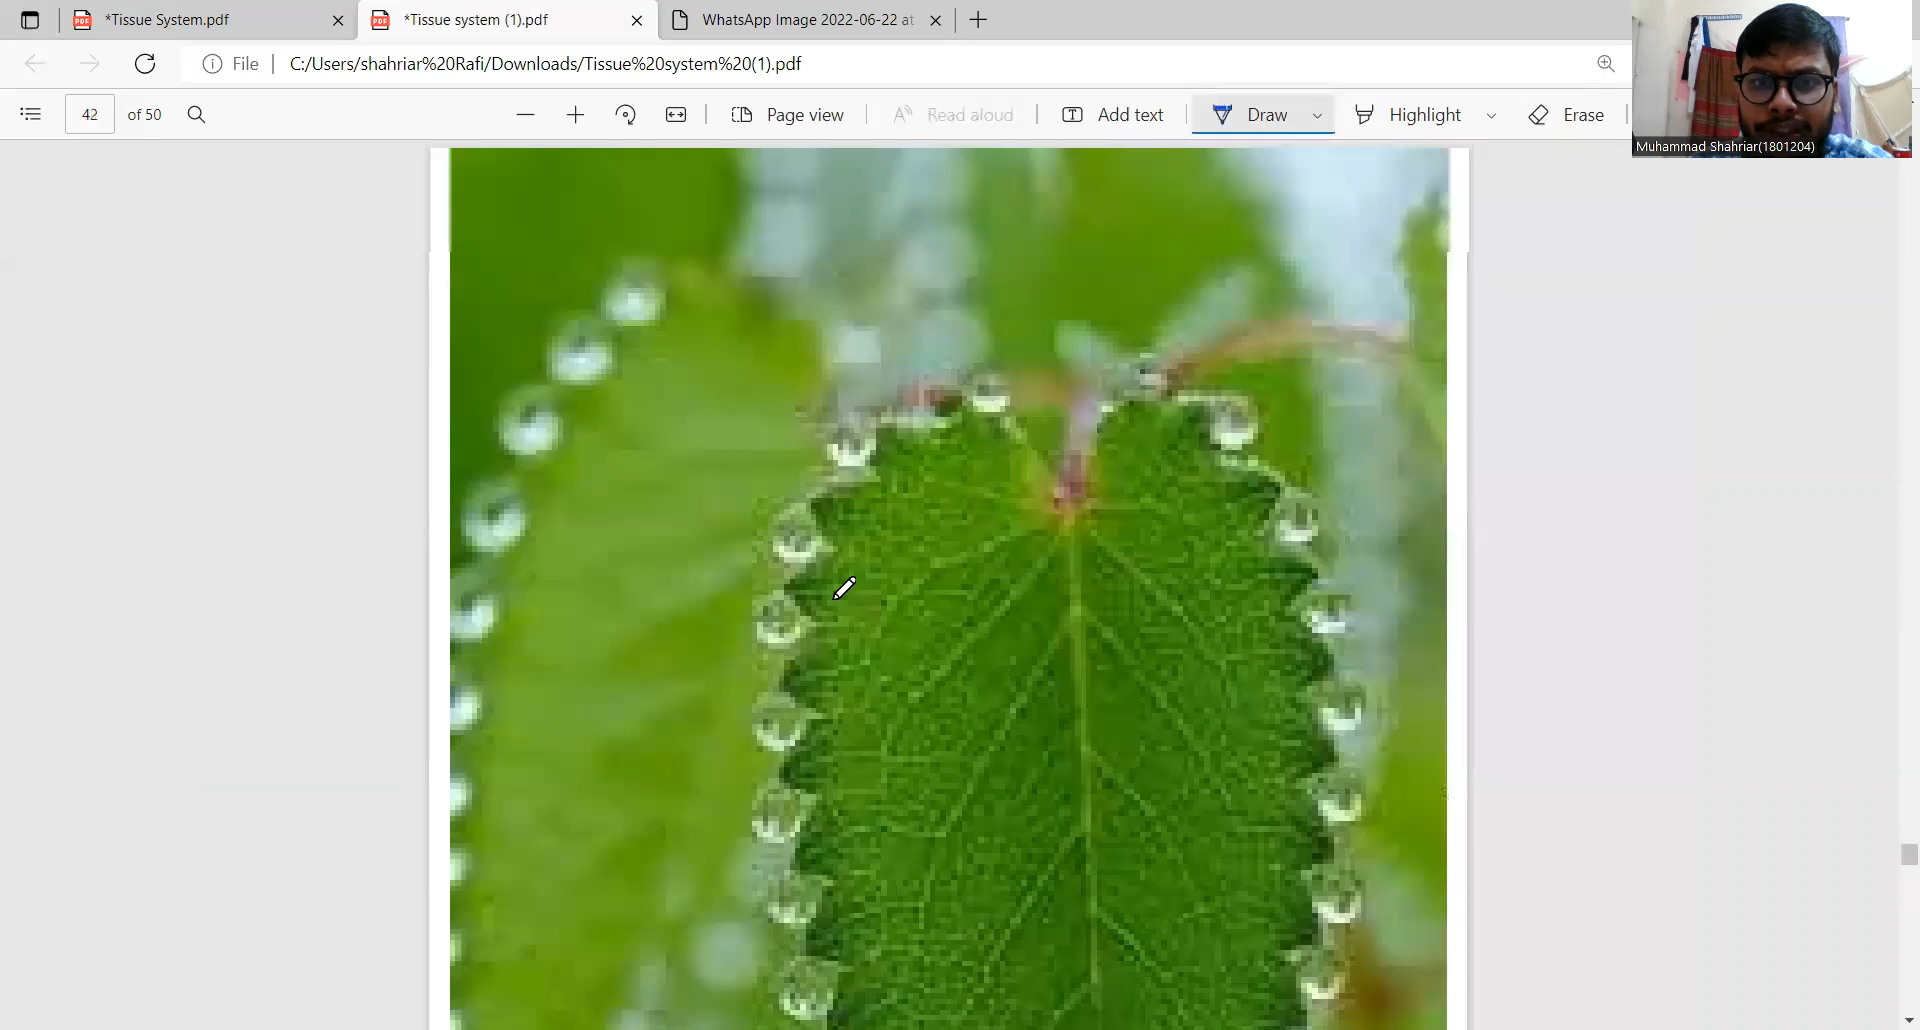 *Tissue System.pdf
*Tissue system (1).pdf
WhatsApp Image 2022-06-22 at
File
C:/Users/shahriar%20Rafi/Downloads/Tissue%20system%20(1).pdf
42 of 50
Page view
Read aloud
Add text
Draw
Highlight
Erase
Muhammad Shahriar(1801204)